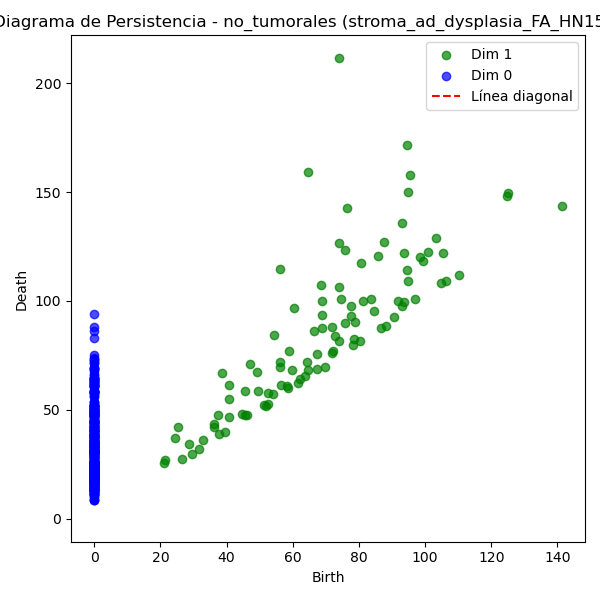 Diagrama de Persistencia - no_tumorales (stroma_ad_dysplasia_FA_HN15
Dim 1
Dim 0
Línea diagonal
Death
200
150
100
50
0
0 20 40 60 80 100 120 140
Birth